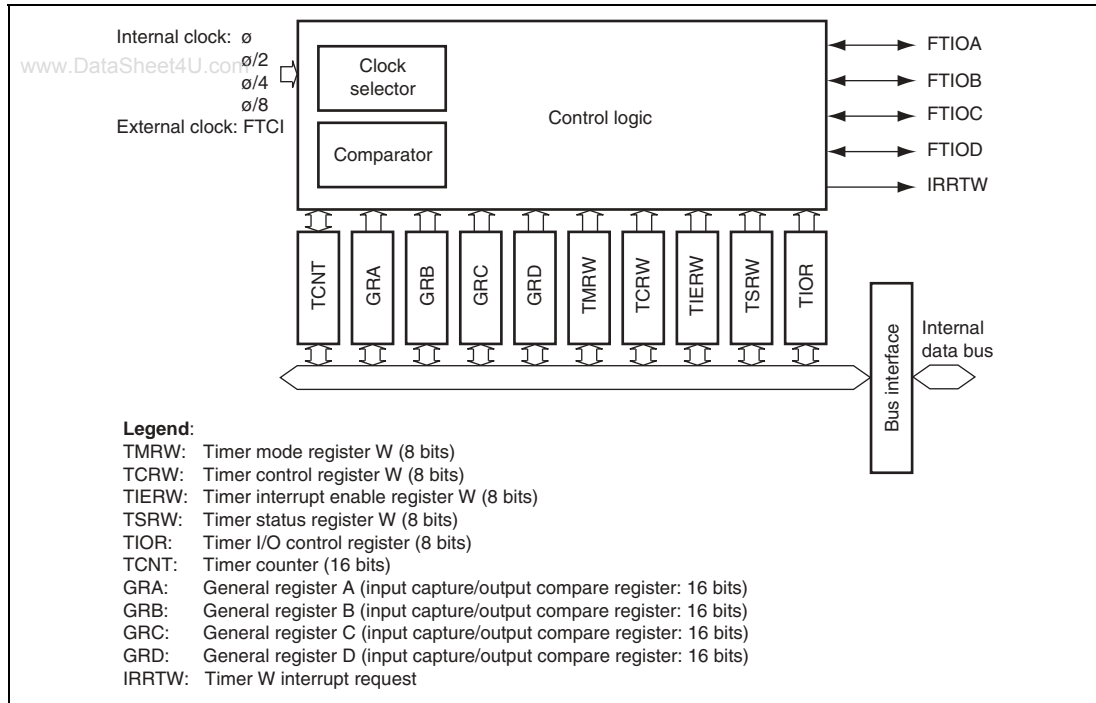 Internal clock: ø
www.DataSheet4U.com
ø/2
ø/4
ø/8
External clock: FTCI
Clock
selector
Comparator
Control logic
FTIOA
FTIOB
FTIOC
FTIOD
IRRTW
TCNT
GRA
GRB
GRC
GRD
TMRW
TCRW
TIERW
TSRW
TIOR
Bus interface
Internal
data bus
Legend:
TMRW: Timer mode register W (8 bits)
TCRW: Timer control register W (8 bits)
TIERW: Timer interrupt enable register W (8 bits)
TSRW: Timer status register W (8 bits)
TIOR: Timer I/O control register (8 bits)
TCNT: Timer counter (16 bits)
GRA: General register A (input capture/output compare register: 16 bits)
GRB: General register B (input capture/output compare register: 16 bits)
GRC: General register C (input capture/output compare register: 16 bits)
GRD: General register D (input capture/output compare register: 16 bits)
IRRTW: Timer W interrupt request